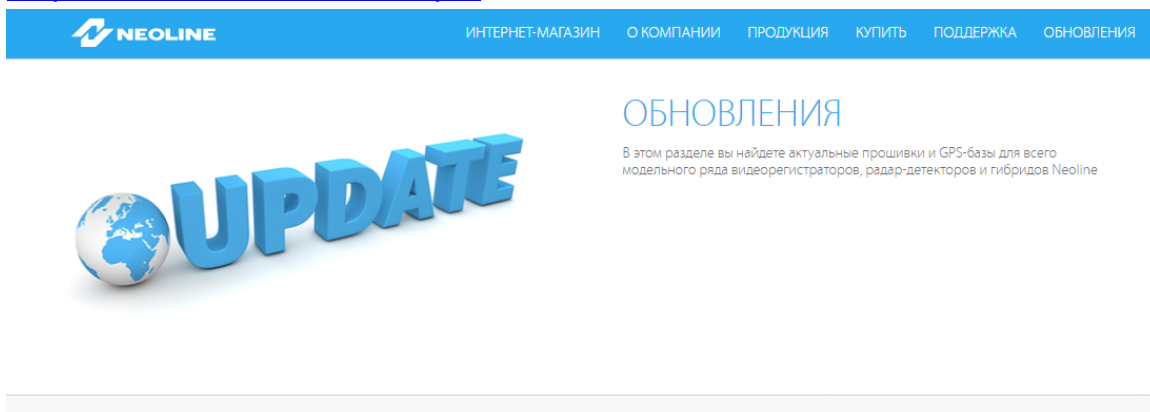 NEOLINE
ИНТЕРНЕТ-МАГАЗИН О КОМПАНИИ ПРОДУКЦИЯ КУПИТЬ ПОДДЕРЖКА ОБНОВЛЕНИЯ
UPDATE
ОБНОВЛЕНИЯ
В этом разделе вы найдете актуальные прошивки и GPS-базы для всего
модельного ряда видеорегистраторов, радар-детекторов и гибридов Neoline